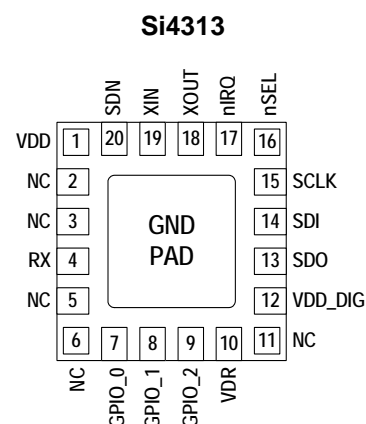 Si4313
SDN
XIN
XOUT
nIRQ
nSEL
VDD 1 20 19 18 17 16
NC 2 15 SCLK
NC 3 14 SDI
RX 4 13 SDO
NC 5 12 VDD_DIG
GND
PAD
6 7 8 9 10 11 NC
NC
GPIO_0
GPIO_1
GPIO_2
VDR